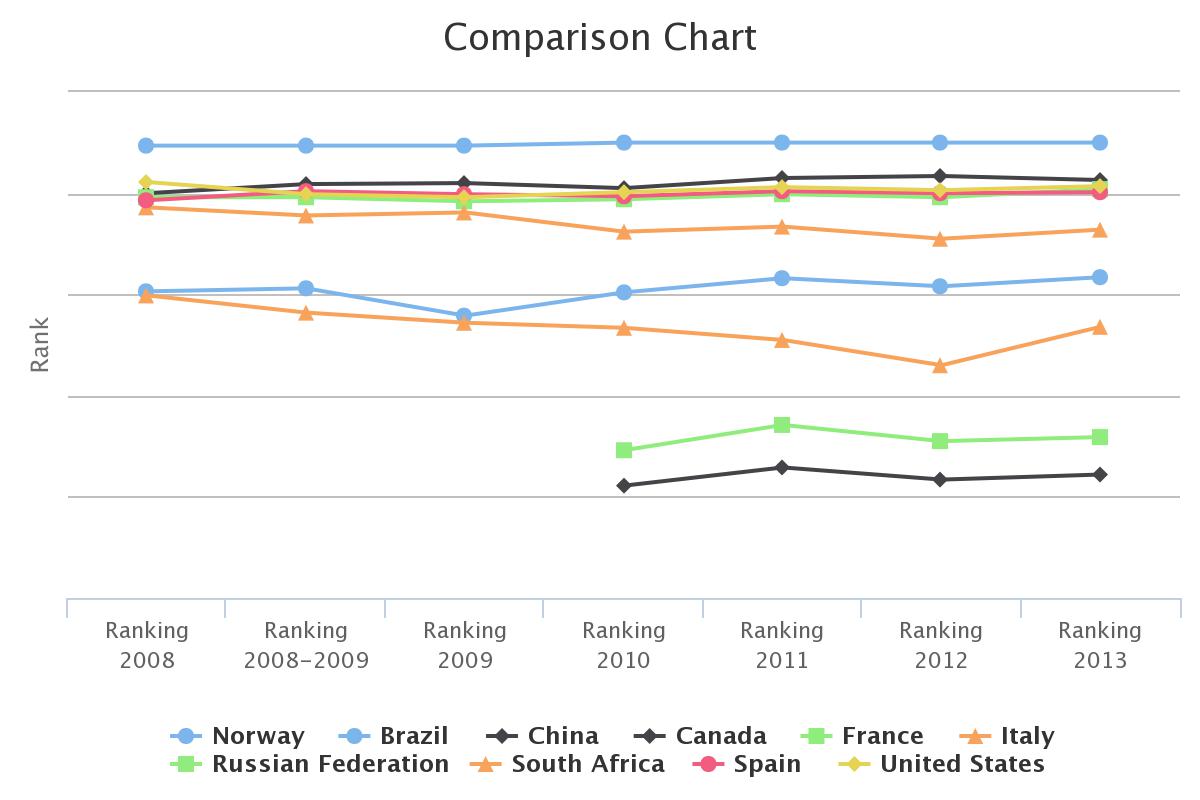 Comparison Chart
Rank
Ranking 2008
Ranking 2008-2009
Ranking 2009
Ranking 2010
Ranking 2011
Ranking 2012
Ranking 2013
Norway Brazil China Canada France Italy
Russian Federation South Africa Spain United States